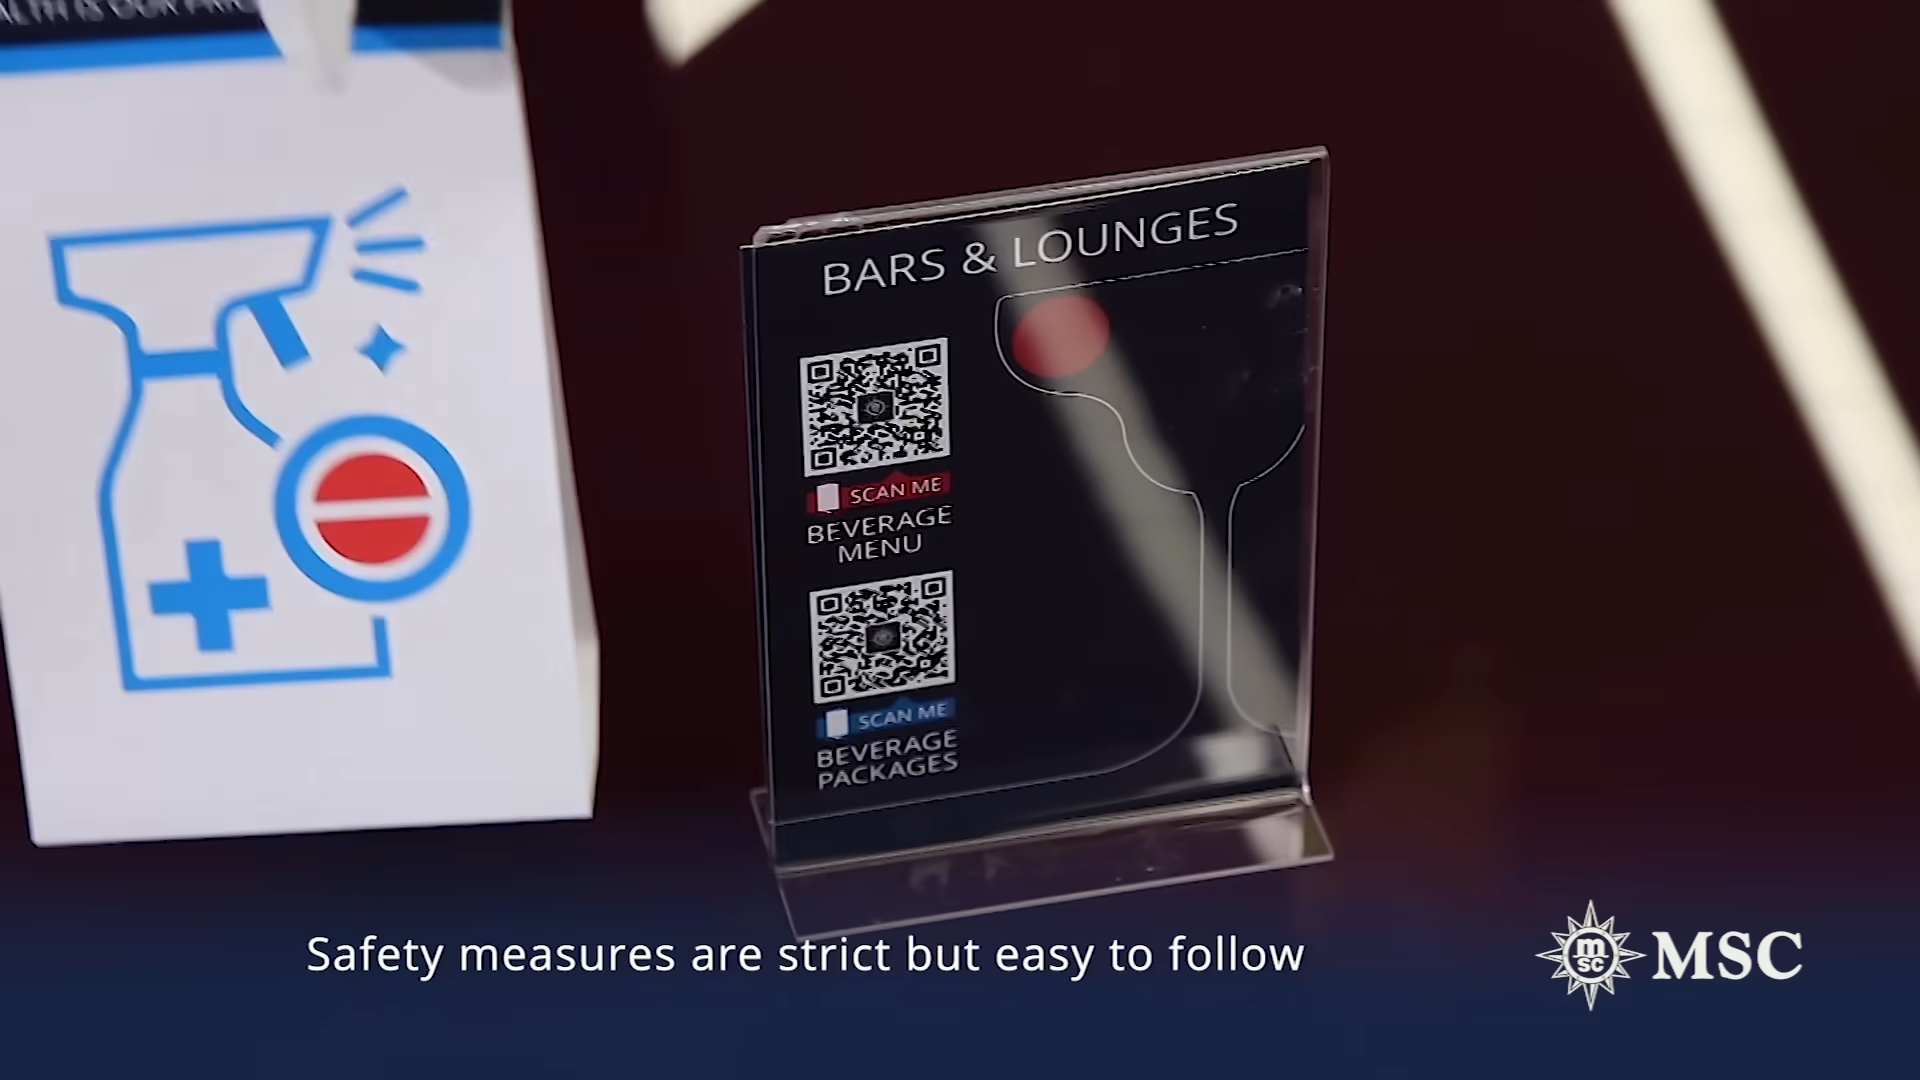 BARS & LOUNGES
SCAN ME
BEVERAGE
MENU
SCAN ME
BEVERAGE
PACKAGES
Safety measures are strict but easy to follow
msc MSC